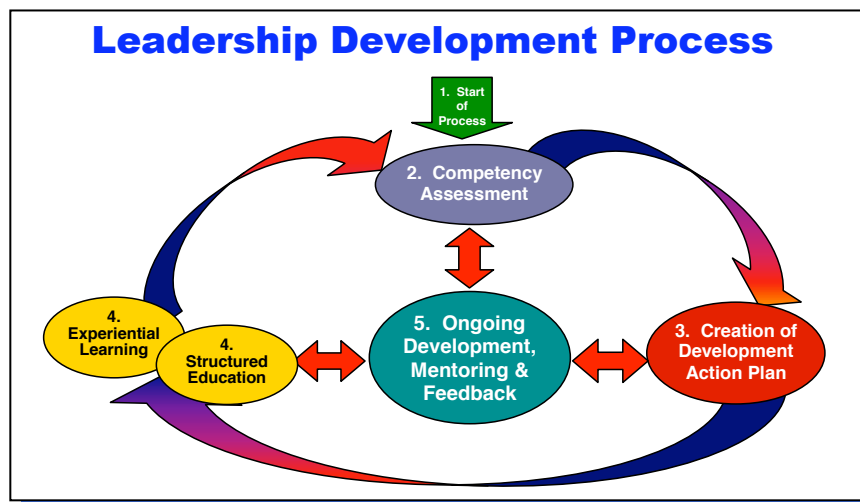 Leadership Development Process
1. Start
of
Process
2. Competency
Assessment
4.
Experiential
Learning
4.
Structured
Education
5. Ongoing
Development,
Mentoring &
Feedback
3. Creation of
Development
Action Plan